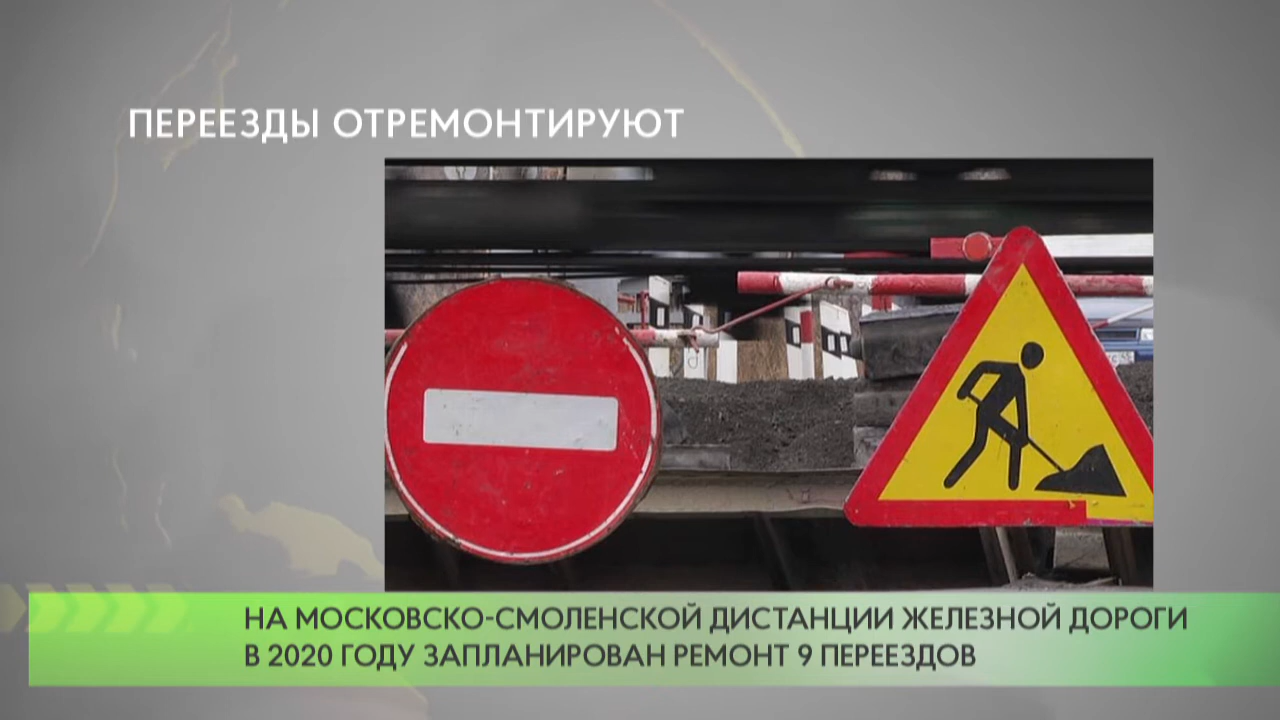 ПЕРЕЕЗДЫ ОТРЕМОНТИРУЮТ
НА МОСКОВСКО-СМОЛЕНСКОЙ ДИСТАНЦИИ ЖЕЛЕЗНОЙ ДОРОГИ
В 2020 ГОДУ ЗАПЛАНИРОВАН РЕМОНТ 9 ПЕРЕЕЗДОВ